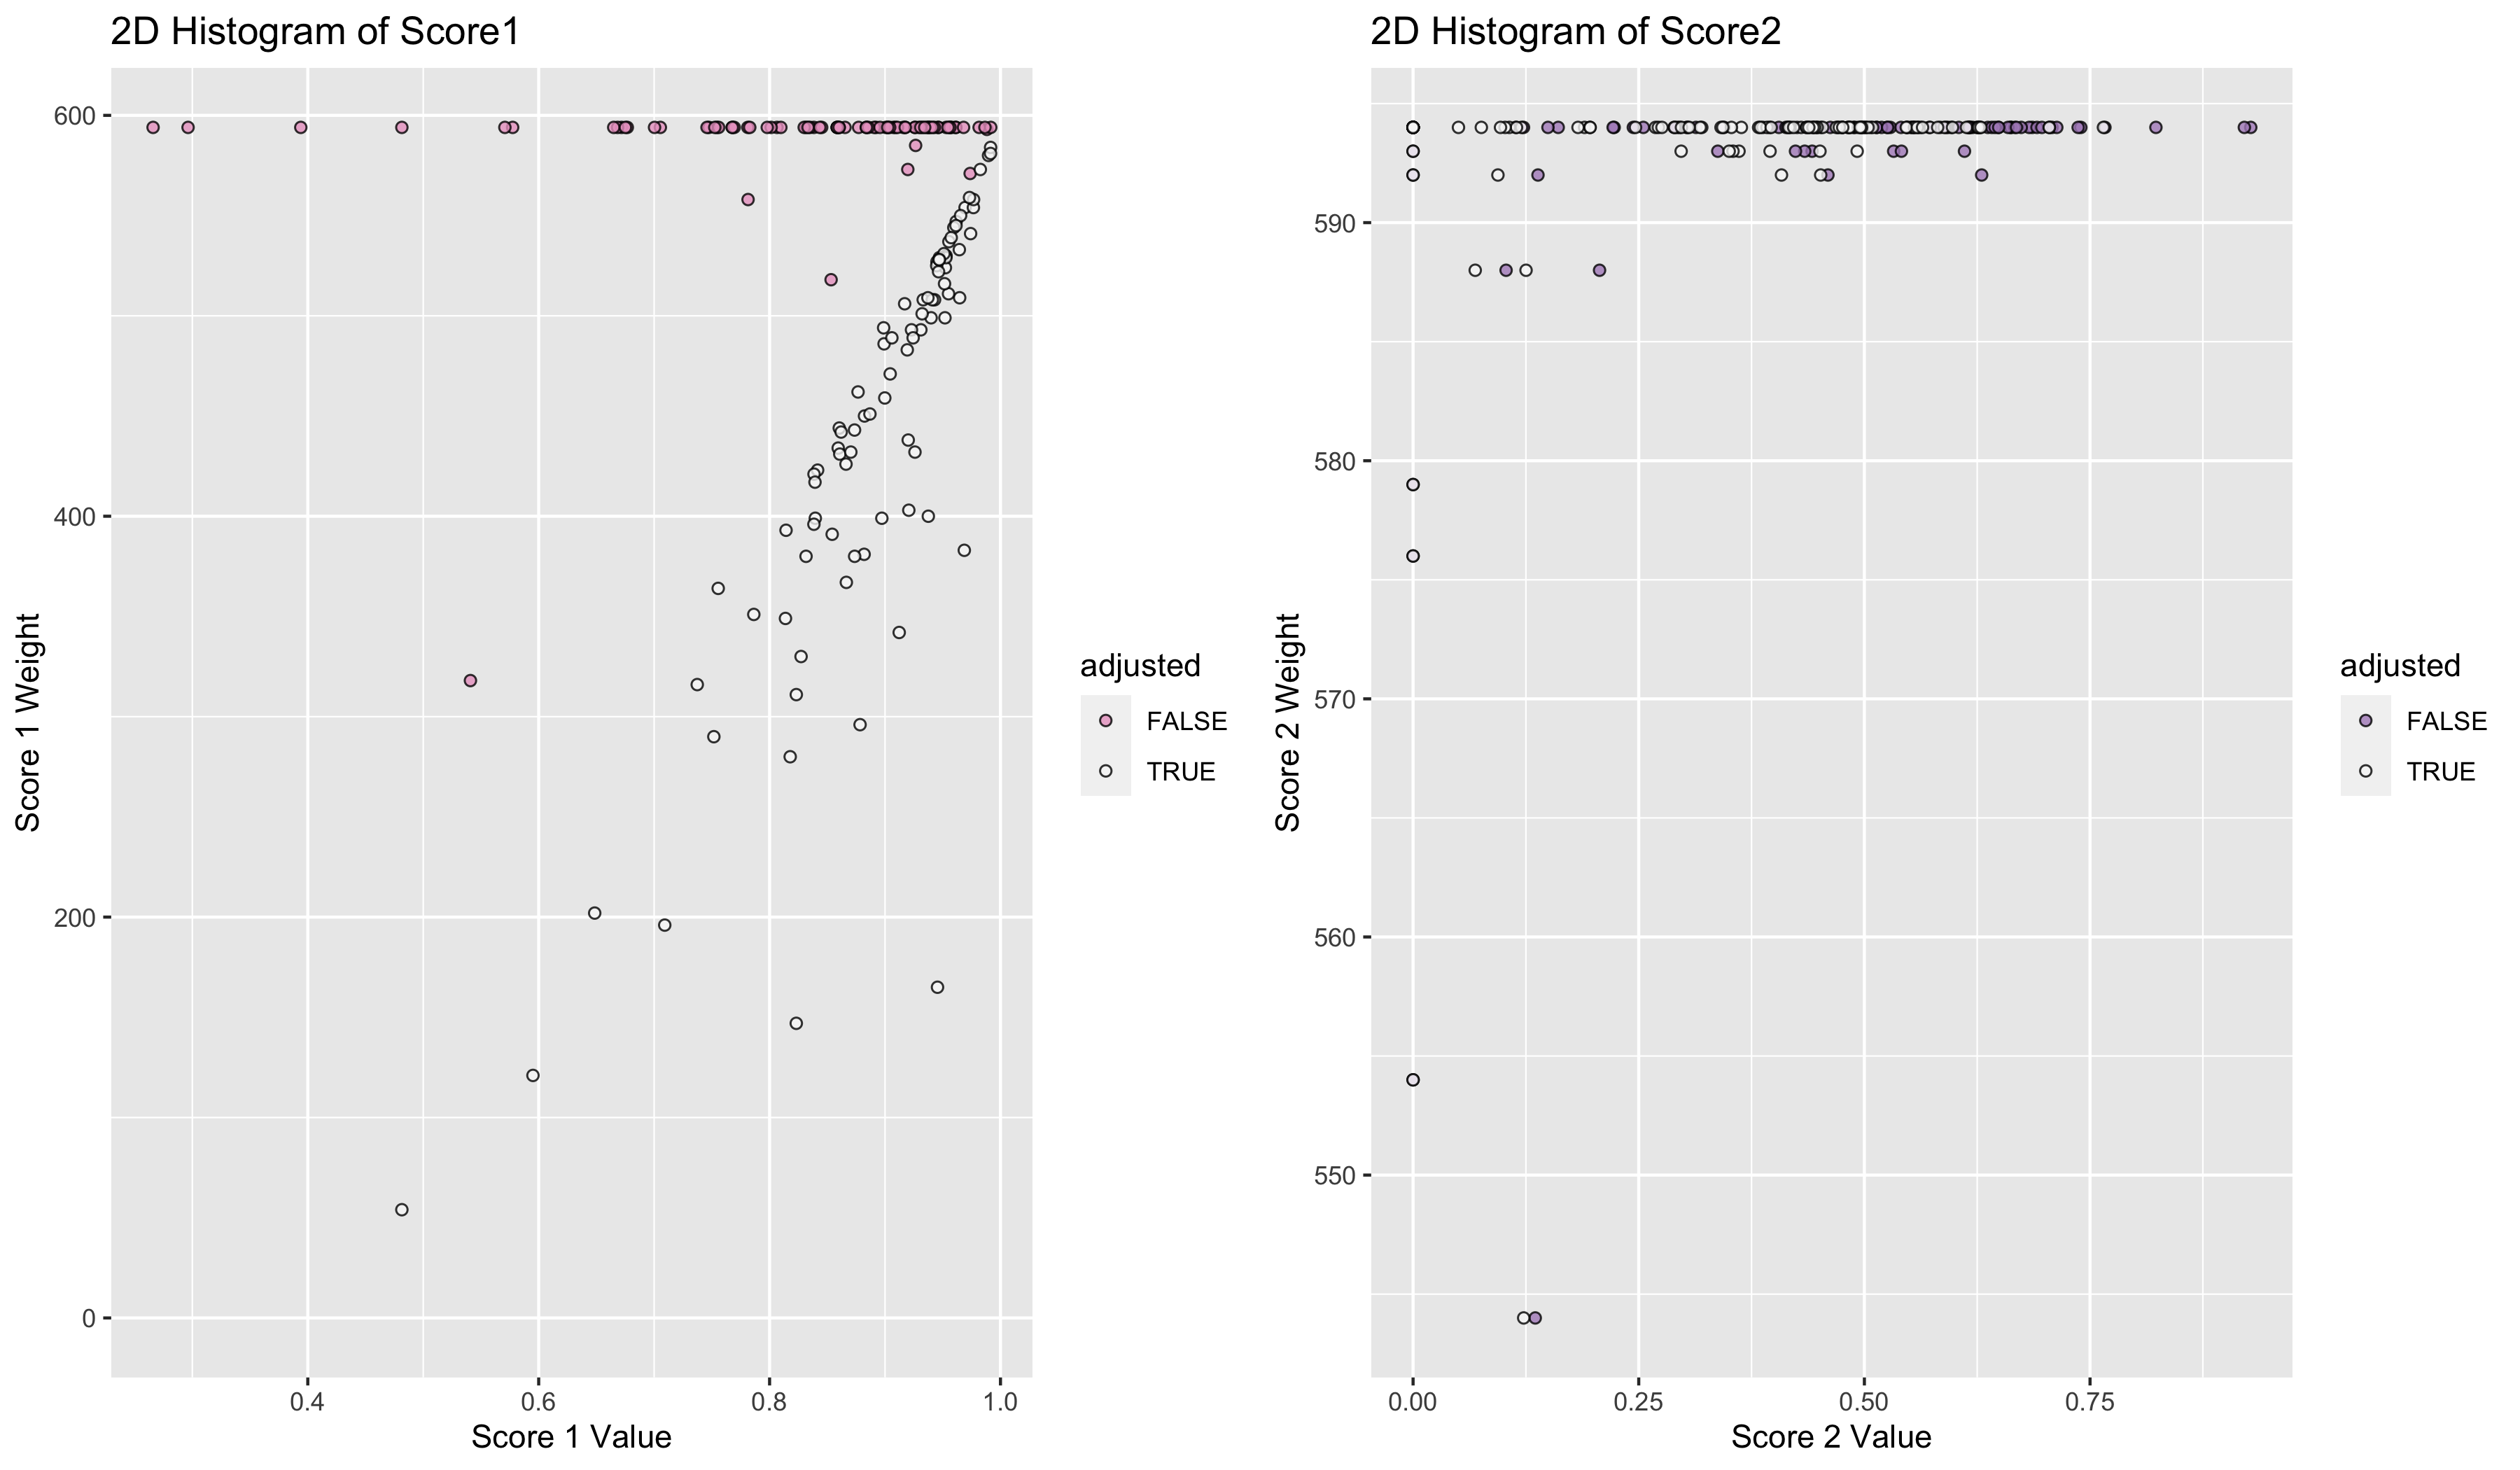 2D Histogram of Score1
600
400
200
0
Score 1 Weight
0.4 0.6 0.8 1.0
Score 1 Value
adjusted
FALSE
TRUE
2D Histogram of Score2
590
580
570
560
550
Score 2 Weight
0.00 0.25 0.50 0.75
Score 2 Value
adjusted
FALSE
TRUE